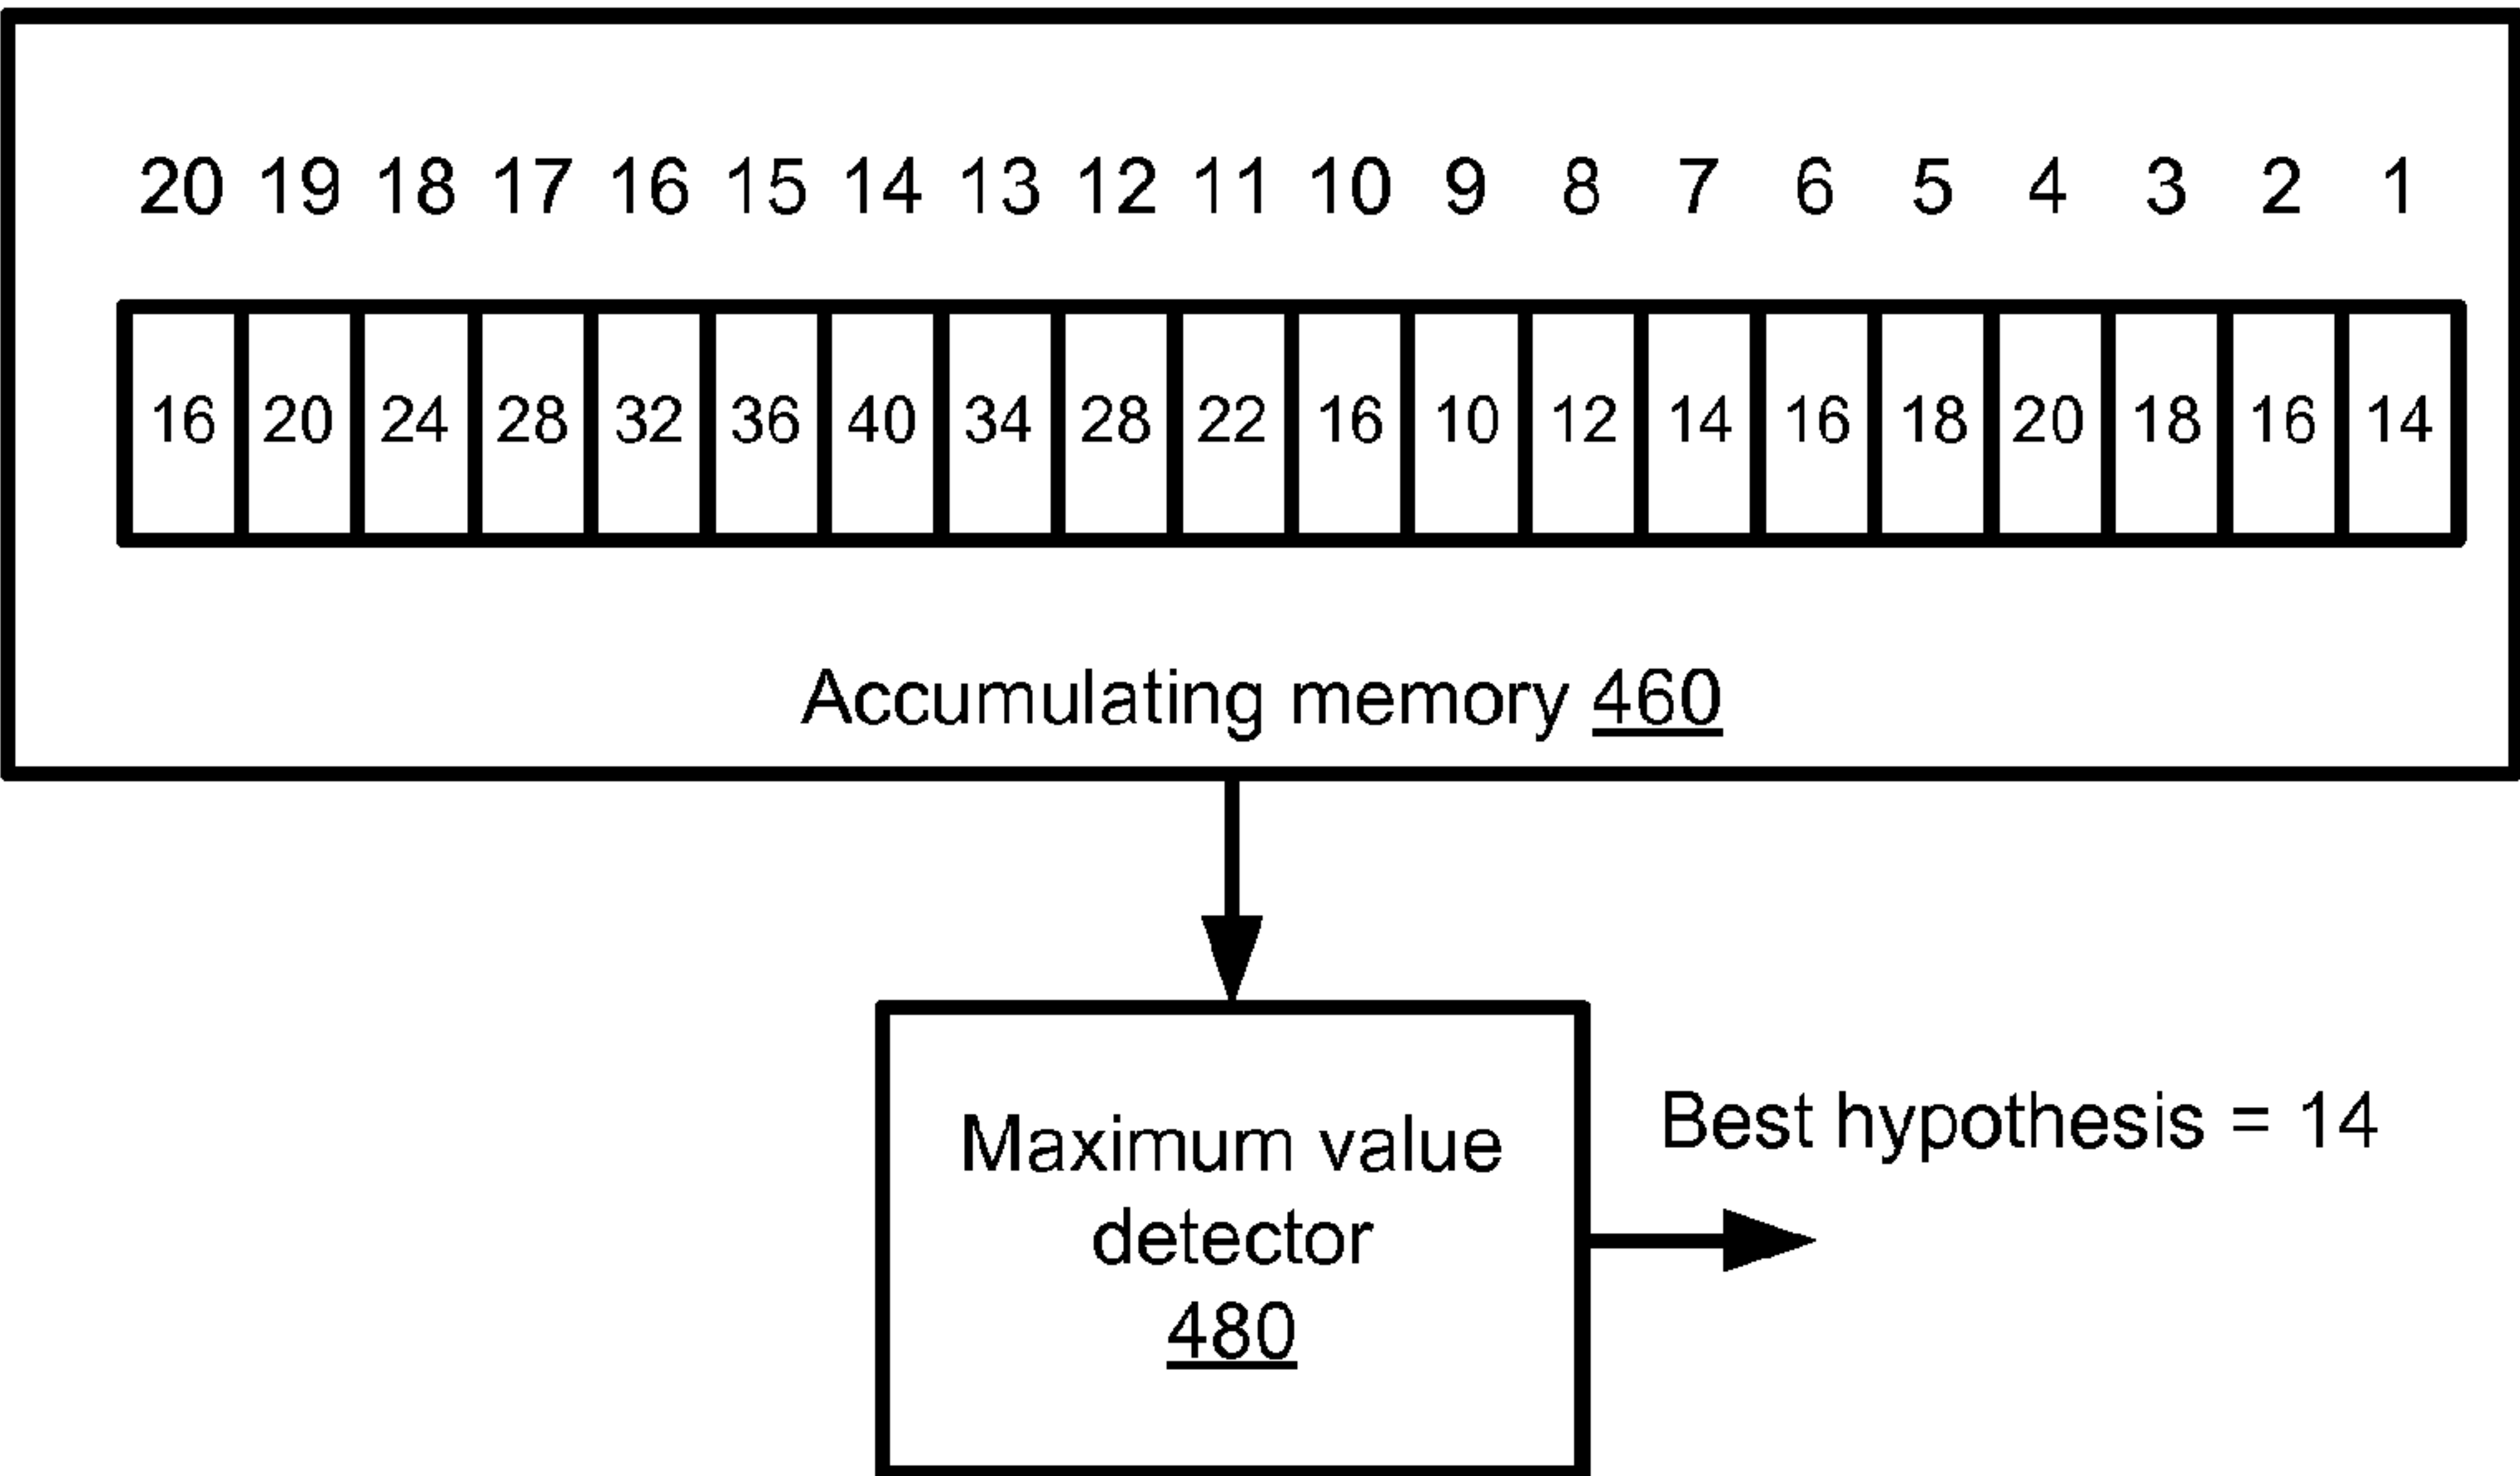 20 19 18 17 16 15 14 13 12 11 10 9 8 7 6 5 4 3 2 1
16 20 24 28 32 36 40 34 28 22 16 10 12 14 16 18 20 18 16 14
Accumulating memory 460
Maximum value
detector
480
Best hypothesis = 14